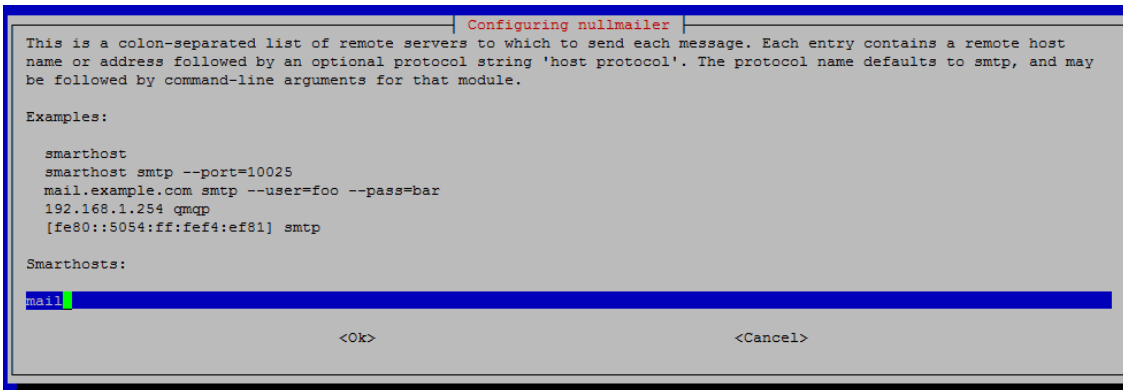 Configuring nullmailer
This is a colon-separated list of remote servers to which to send each message. Each entry contains a remote host
name or address followed by an optional protocol string 'host protocol'. The protocol name defaults to smtp, and may
be followed by command-line arguments for that module.
Examples:
smarthost
smarthost smtp --port=10025
mail.example.com smtp --user=foo --pass=bar
192.168.1.254 qmqp
[fe80::5054:ff:fef4:ef81] smtp
Smarthosts:
mail
<Ok> <Cancel>